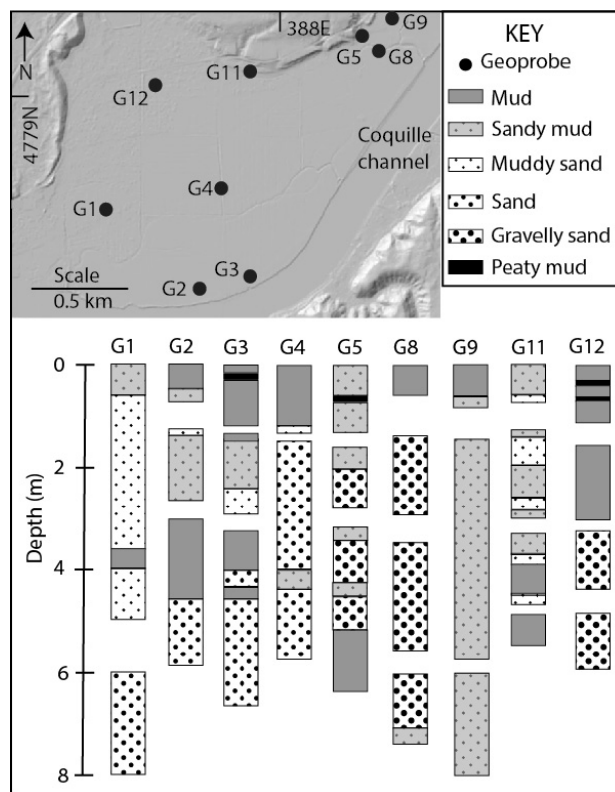 N
4779N
388E
G9
G5
G8
G11
G12
Coquille
channel
G4
G1
G3
G2
Scale
0.5 km
KEY
Geoprobe
Mud
Sandy mud
Muddy sand
Sand
Gravelly sand
Peaty mud
G1 G2 G3 G4 G5 G8 G9 G11 G12
Depth (m)
0
2
4
6
8